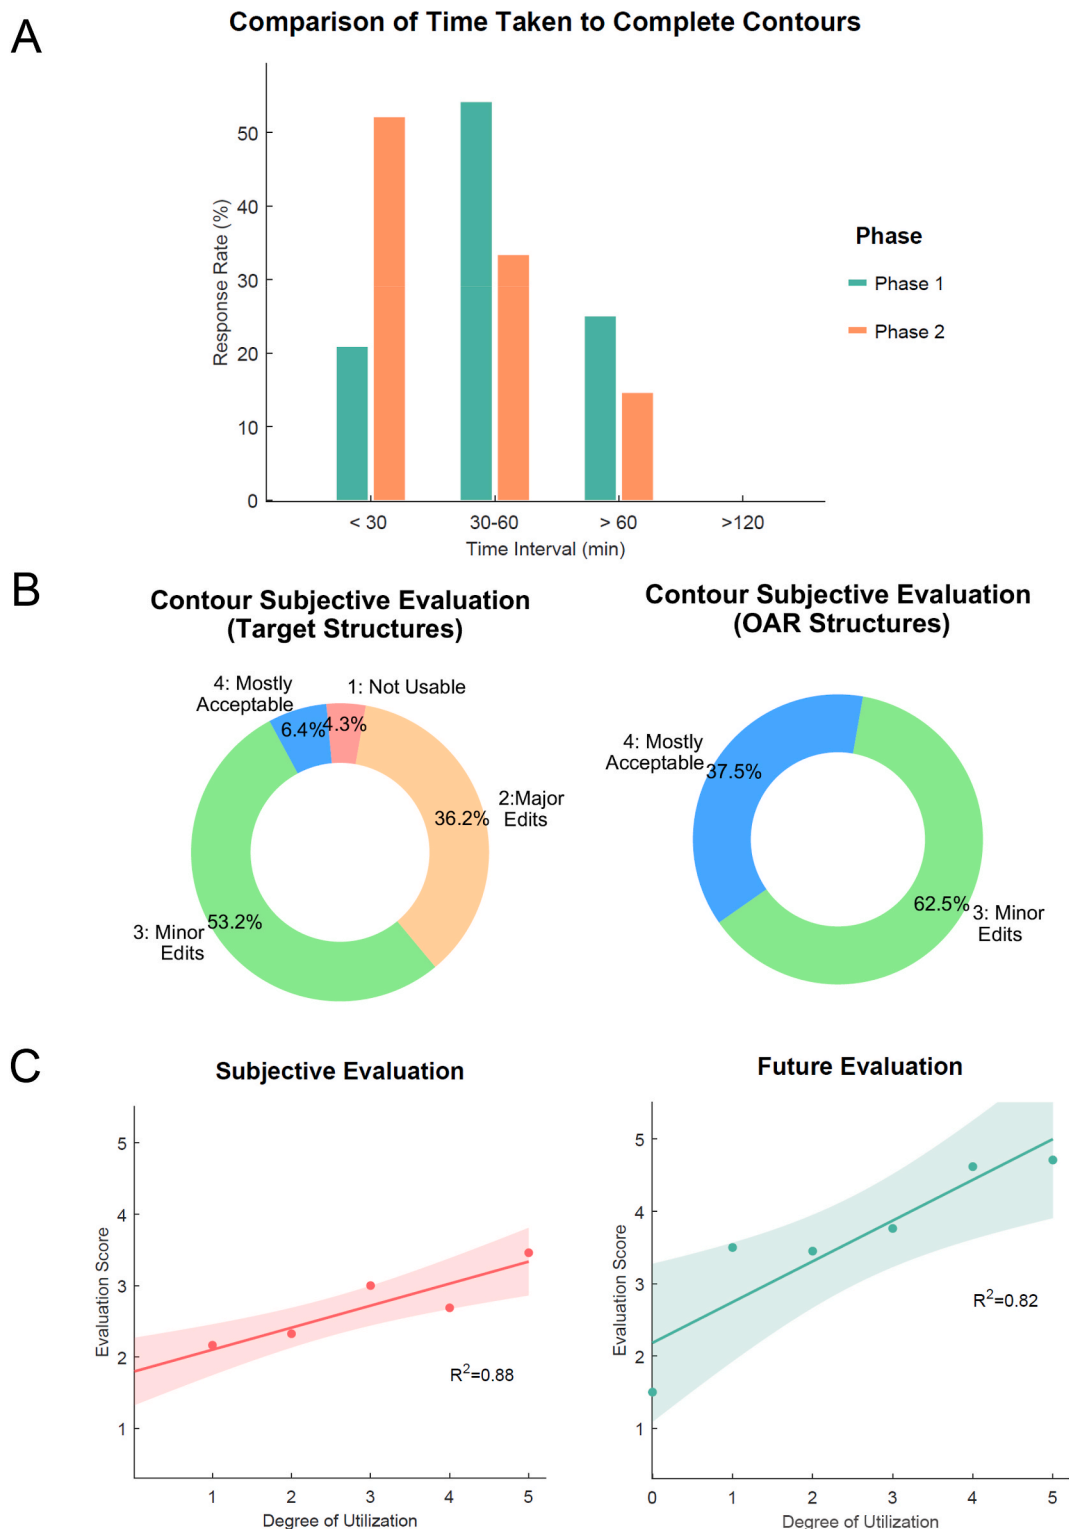 A
Comparison of Time Taken to Complete Contours
50
40
30
20
10
0
Response Rate (%)
< 30
30-60
> 60
>120
Time Interval (min)
Phase
Phase 1
Phase 2
B
Contour Subjective Evaluation
(Target Structures)
4: Mostly
Acceptable
1: Not Usable
6.4%
4.3%
2:Major
Edits
36.2%
53.2%
3: Minor
Edits
Contour Subjective Evaluation
(OAR Structures)
4: Mostly
Acceptable
37.5%
62.5%
3: Minor
Edits
C
Subjective Evaluation
5
4
3
2
1
Evaluation Score
R2=0.88
1
2
3
4
5
Degree of Utilization
Future Evaluation
5
4
3
2
1
Evaluation Score
R2=0.82
0
1
2
3
4
5
Degree of Utilization